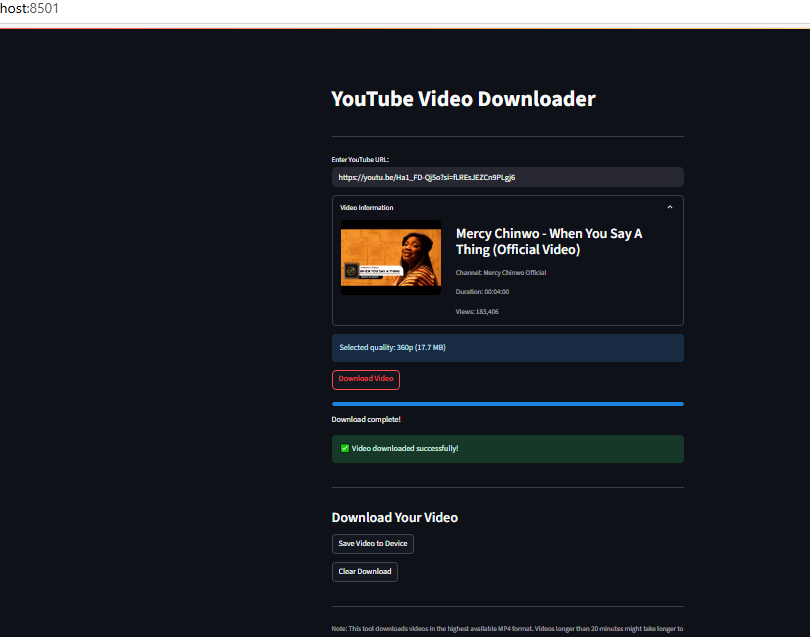 host:8501
YouTube Video Downloader
Enter YouTube URL:
https://youtu.be/Ha1_FD-Qj5o?si=fLREsJEZCn9PLgj6
Video Information
Mercy Chinwo - When You Say A
Thing (Official Video)
WHEN YOU SAY A THING
Channel: Mercy Chinwo Official
Duration: 00:04:00
Views: 183,406
Selected quality: 360p (17.7 MB)
Download Video
Download complete!
✅ Video downloaded successfully!
Download Your Video
Save Video to Device
Clear Download
Note: This tool downloads videos in the highest available MP4 format. Videos longer than 20 minutes might take longer to